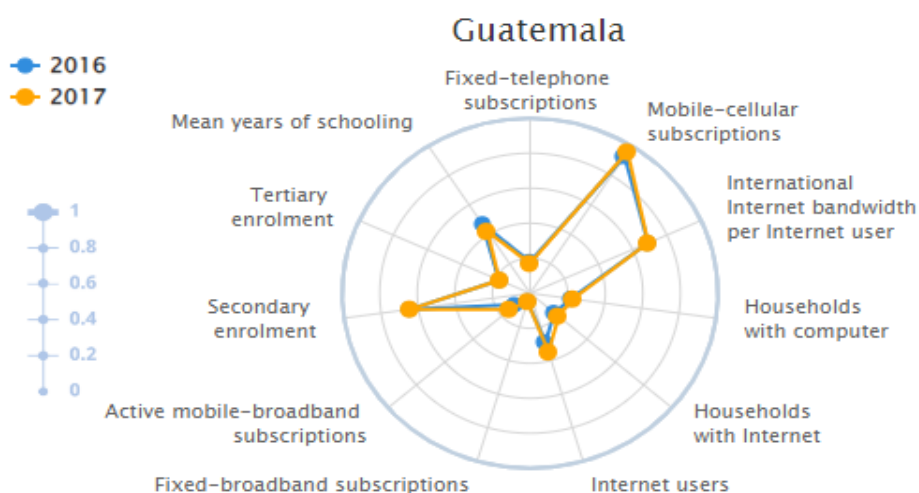 Guatemala
2016
2017
Fixed-telephone
subscriptions
Mobile-cellular
subscriptions
International
Internet bandwidth
per Internet user
Households
with computer
Households
with Internet
Internet users
Fixed-broadband subscriptions
Active mobile-broadband
subscriptions
Secondary
enrolment
Tertiary
enrolment
Mean years of schooling
1
0.8
0.6
0.4
0.2
0